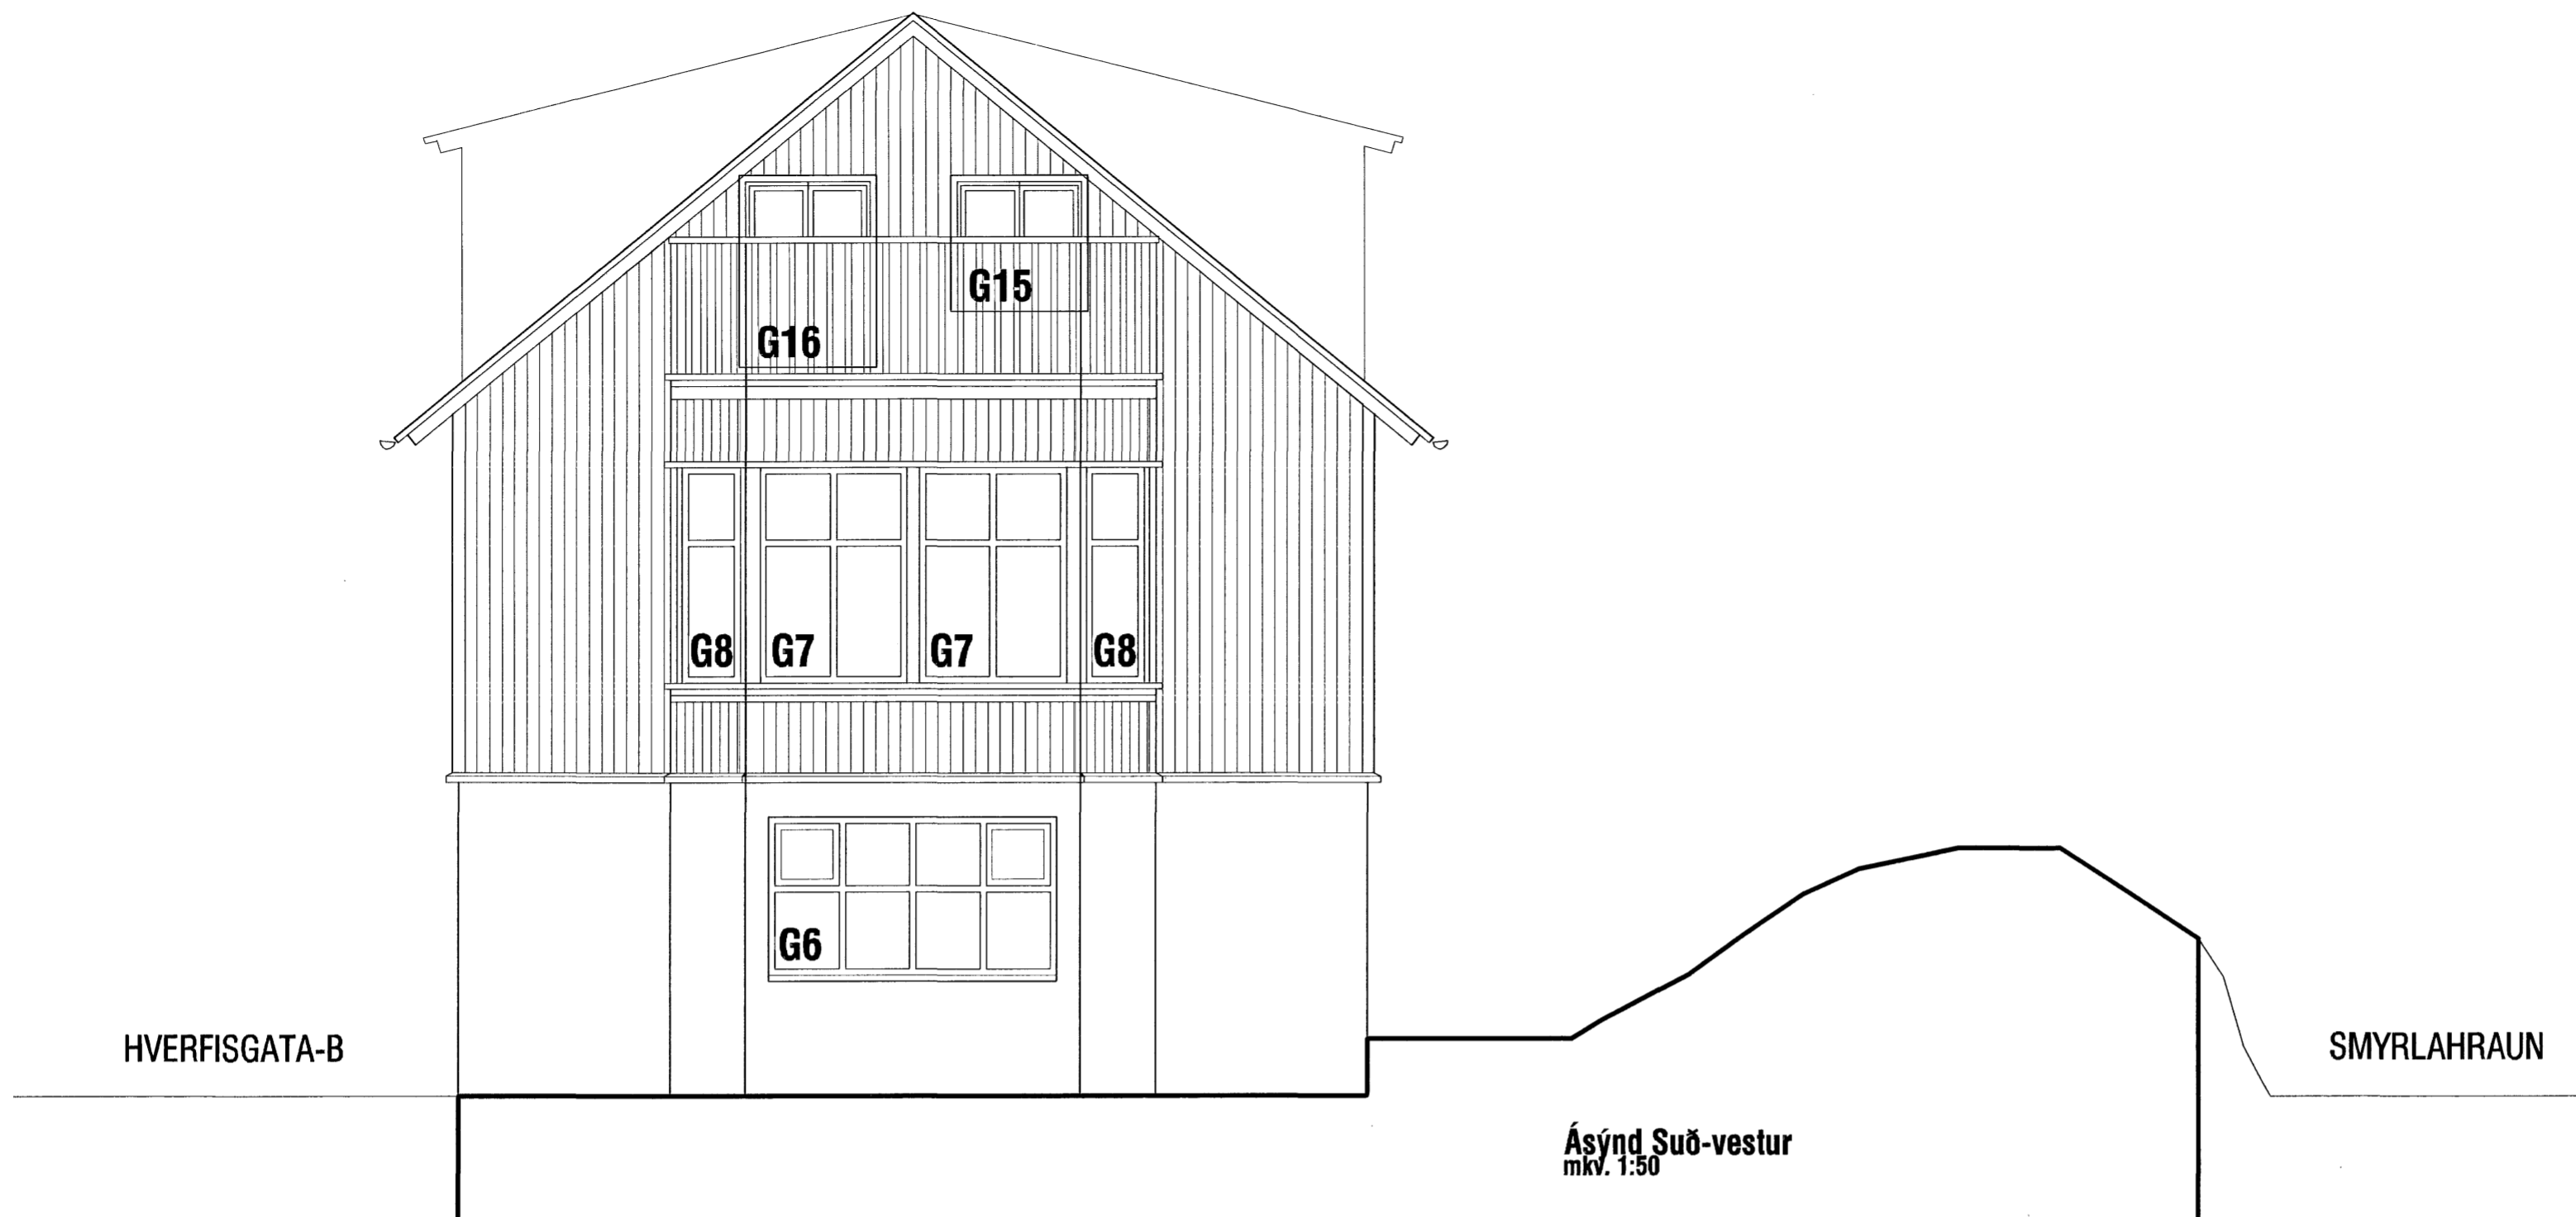 G15
G16
G8 G7 G7 G8
G6
HVERFISGATA-B
SMYRLAHRAUN
Ásýnd Suð-vestur
mkv. 1:50